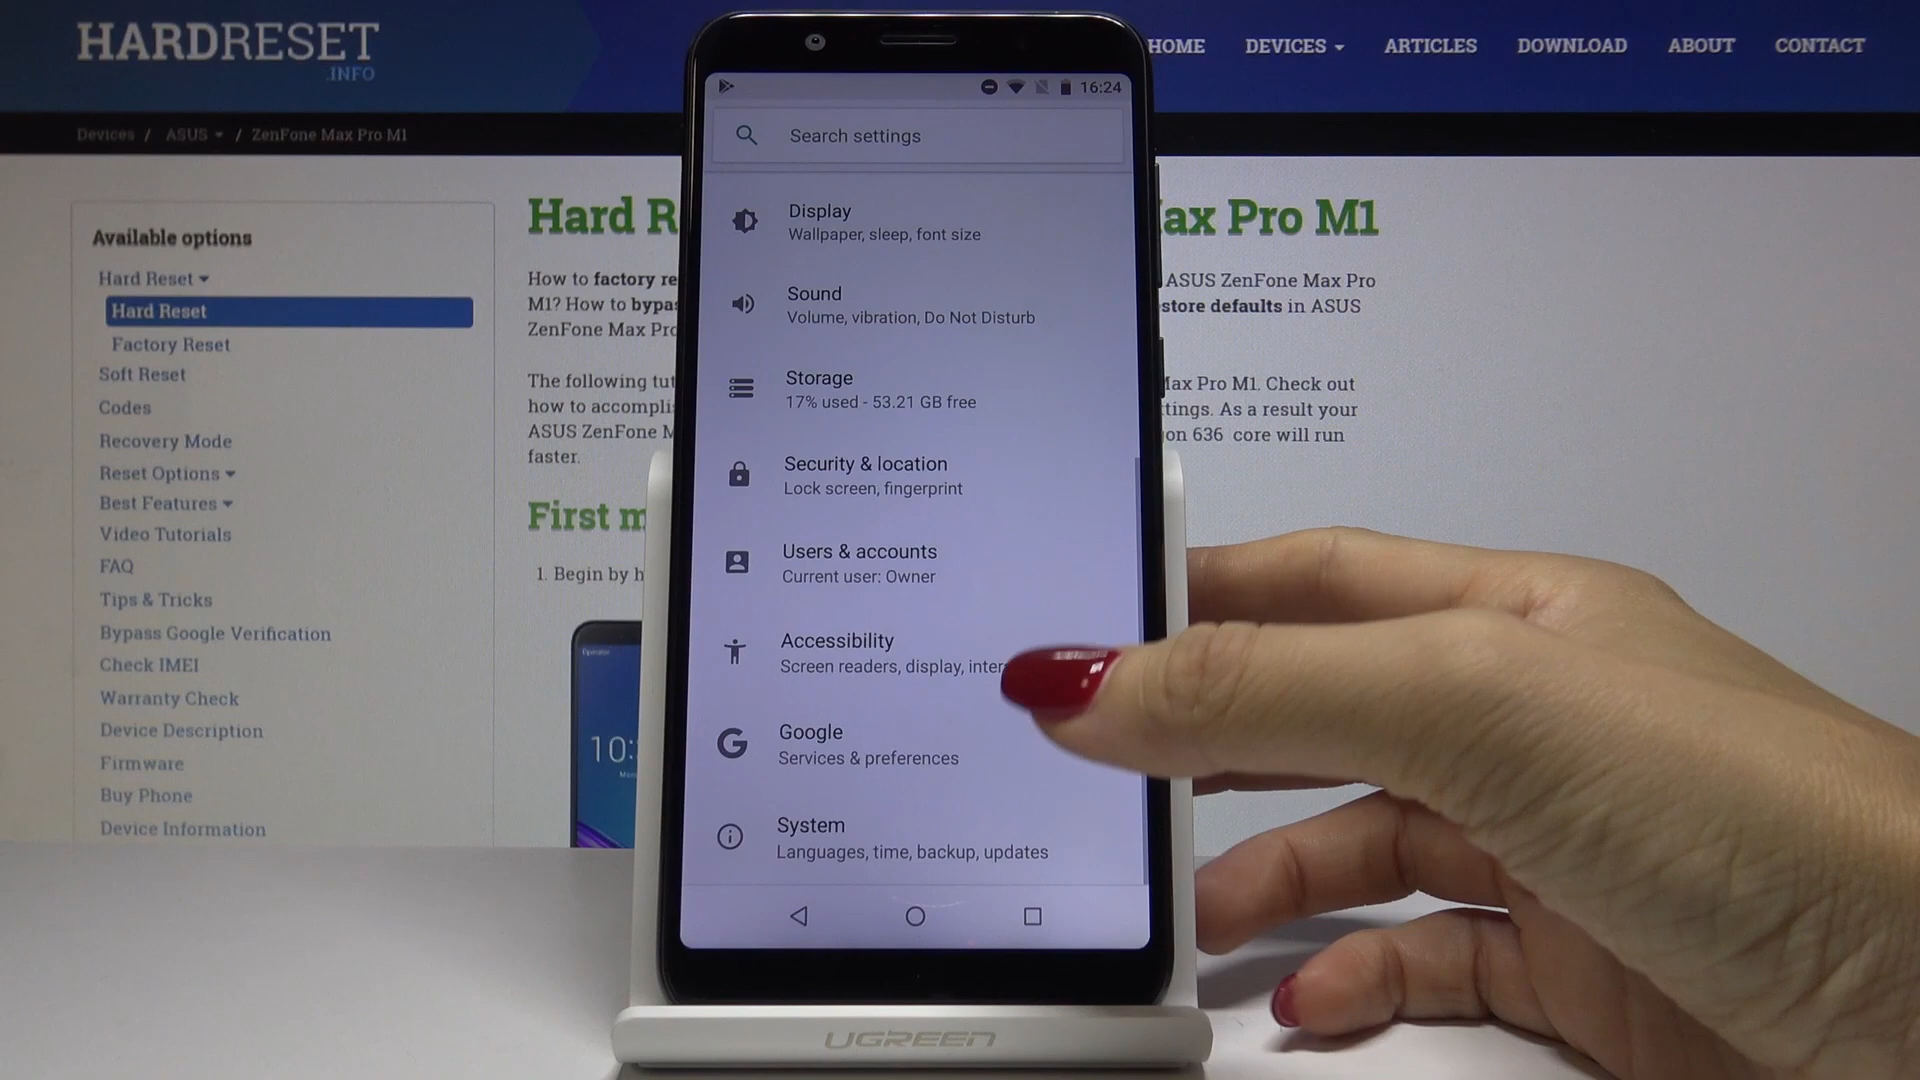 HARDRESET
.INFO
HOME DEVICES ARTICLES DOWNLOAD ABOUT CONTACT
Devices / ASUS / ZenFone Max Pro M1
Available options
Hard Reset
Hard Reset
Factory Reset
Soft Reset
Codes
Recovery Mode
Reset Options
Best Features
Video Tutorials
FAQ
Tips & Tricks
Bypass Google Verification
Check IMEI
Warranty Check
Device Description
Firmware
Buy Phone
Device Information
Hard R
ax Pro M1
How to factory re
ASUS ZenFone Max Pro
M1? How to bypas
store defaults in ASUS
ZenFone Max Pro
The following tut
Max Pro M1. Check out
how to accomplis
tings. As a result your
ASUS ZenFone M
on 636 core will run
faster.
First m
1. Begin by h
10:
16:24
Search settings
Display
Wallpaper, sleep, font size
Sound
Volume, vibration, Do Not Disturb
Storage
17% used - 53.21 GB free
Security & location
Lock screen, fingerprint
Users & accounts
Current user: Owner
Accessibility
Screen readers, display, inter
Google
Services & preferences
System
Languages, time, backup, updates
UGREEN